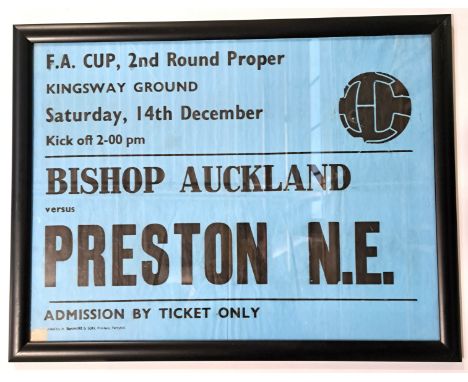 F.A. CUP, 2nd Round Proper
KINGSWAY GROUND
Saturday, 14th December
Kick off 2-00 pm
BISHOP AUCKLAND
versus
PRESTON N.E.
ADMISSION BY TICKET ONLY